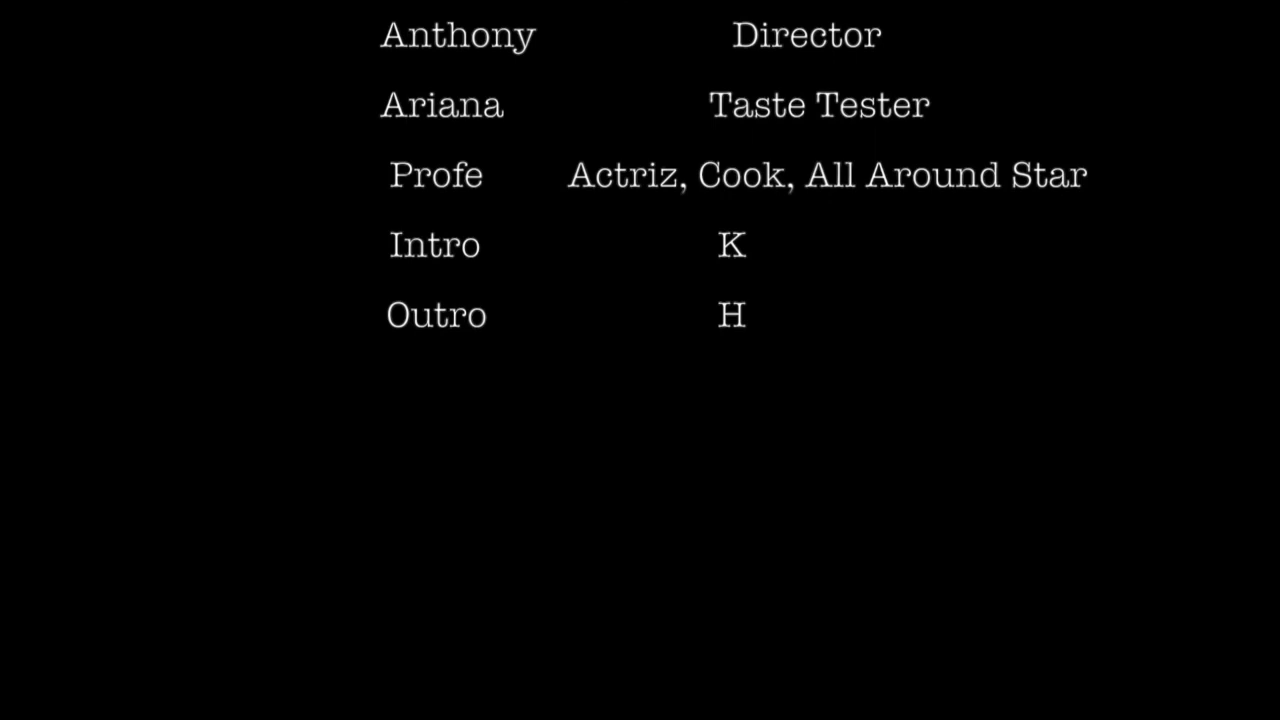 Anthony Director
Ariana Taste Tester
Profe Actriz, Cook, All Around Star
Intro K
Outro H